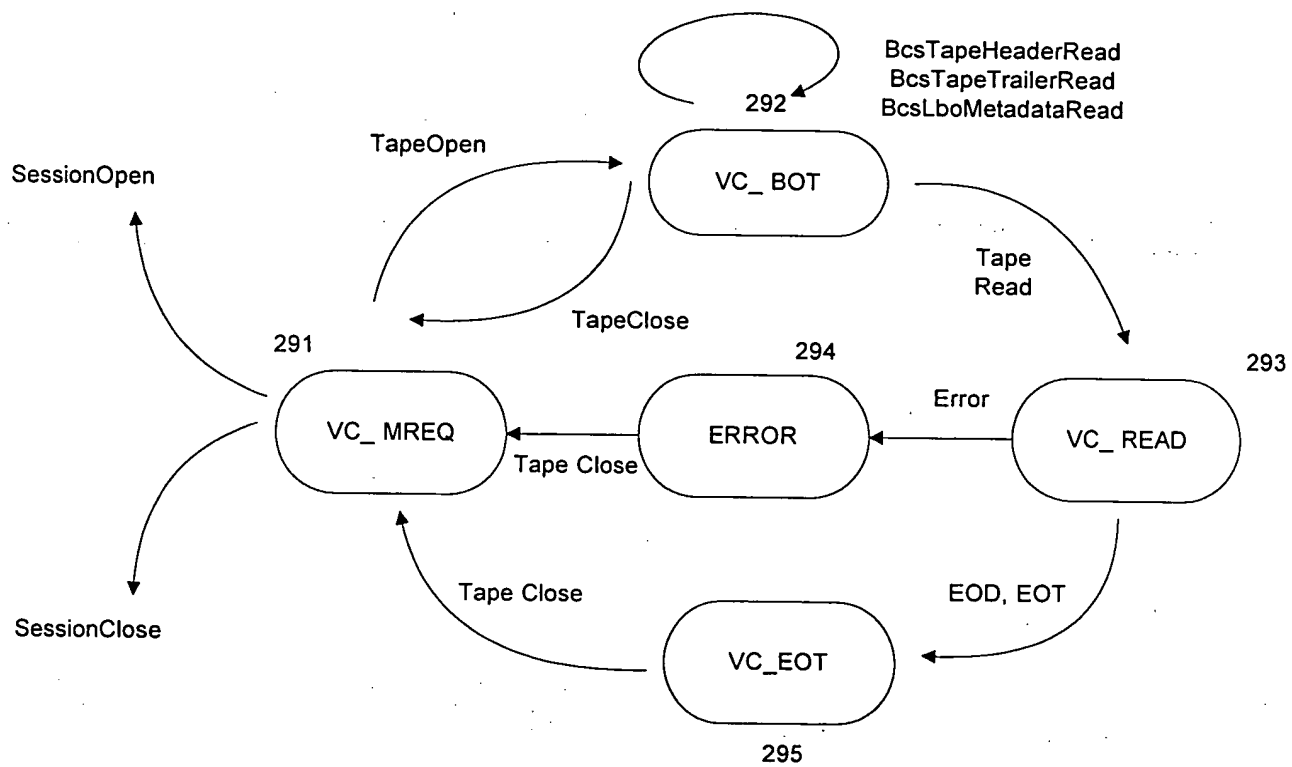 BcsTapeHeaderRead
BcsTapeTrailerRead
292
BcsLboMetadataRead
TapeOpen
SessionOpen
VC_ BOT
Tape
Read
TapeClose
291
294
293
Error
VC_ MREQ
ERROR
VC_ READ
Tape Close
Tape Close
EOD, EOT
SessionClose
VC_EOT
295